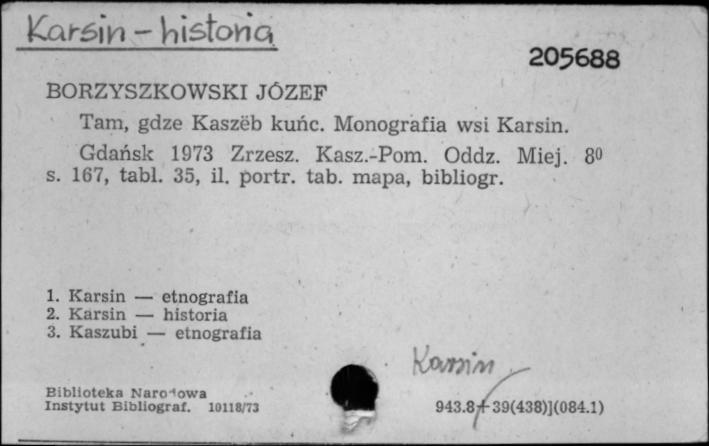 Karsin - historia
205688
BORZYSZKOWSKI JÓZEF
Tam, gdze Kaszëb kuńc. Monografia wsi Karsin.
Gdańsk 1973 Zrzesz. Kasz.-Pom. Oddz. Miej. 8⁰
s. 167, tabl. 35, il. portr. tab. mapa, bibliogr.
1. Karsin — etnografia
2. Karsin — historia
3. Kaszubi — etnografia
Karsin
Biblioteka Narodowa
Instytut Bibliograf. 10118/73
943.8+39(438)](084.1)